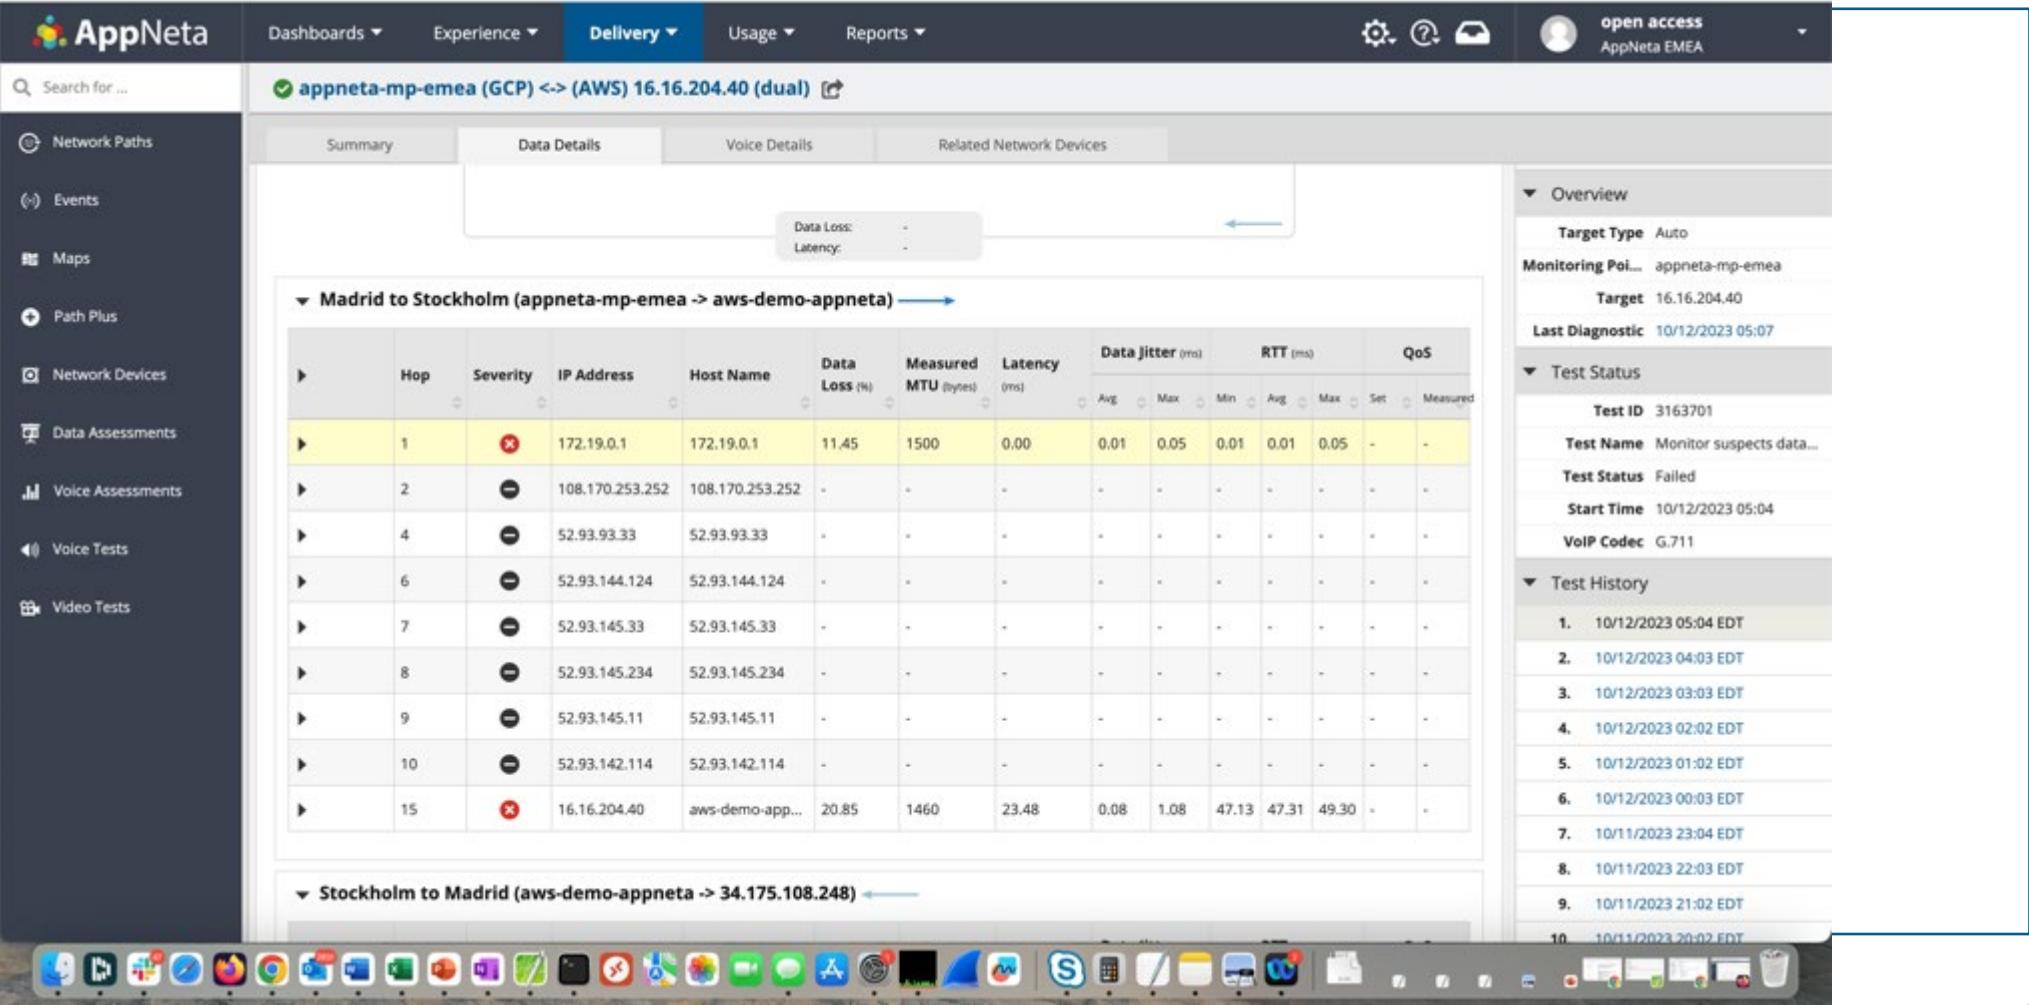 AppNeta
Dashboards Experience Delivery Usage Reports
open access
AppNeta EMEA
Search for ...
appneta-mp-emea (GCP) <-> (AWS) 16.16.204.40 (dual)
Network Paths
Events
Maps
Path Plus
Network Devices
Data Assessments
Voice Assessments
Voice Tests
Video Tests
Summary Data Details Voice Details Related Network Devices
Data Loss: -
Latency: -
Madrid to Stockholm (appneta-mp-emea -> aws-demo-appneta)
Hop Severity IP Address Host Name Data Loss (%) Measured MTU (bytes) Latency (ms) Data Jitter (ms) RTT (ms) QoS
Avg Max Min Avg Max Set Measured
1 172.19.0.1 172.19.0.1 11.45 1500 0.00 0.01 0.05 0.01 0.01 0.05 - -
2 108.170.253.252 108.170.253.252 - - - - - - - - - -
4 52.93.93.33 52.93.93.33 - - - - - - - - - -
6 52.93.144.124 52.93.144.124 - - - - - - - - - -
7 52.93.145.33 52.93.145.33 - - - - - - - - - -
8 52.93.145.234 52.93.145.234 - - - - - - - - - -
9 52.93.145.11 52.93.145.11 - - - - - - - - - -
10 52.93.142.114 52.93.142.114 - - - - - - - - - -
15 16.16.204.40 aws-demo-app... 20.85 1460 23.48 0.08 1.08 47.13 47.31 49.30 - -
Stockholm to Madrid (aws-demo-appneta -> 34.175.108.248)
Overview
Target Type Auto
Monitoring Poi... appneta-mp-emea
Target 16.16.204.40
Last Diagnostic 10/12/2023 05:07
Test Status
Test ID 3163701
Test Name Monitor suspects data...
Test Status Failed
Start Time 10/12/2023 05:04
VoIP Codec G.711
Test History
1. 10/12/2023 05:04 EDT
2. 10/12/2023 04:03 EDT
3. 10/12/2023 03:03 EDT
4. 10/12/2023 02:02 EDT
5. 10/12/2023 01:02 EDT
6. 10/12/2023 00:03 EDT
7. 10/11/2023 23:04 EDT
8. 10/11/2023 22:03 EDT
9. 10/11/2023 21:02 EDT
10 10/11/2023 20:02 EDT